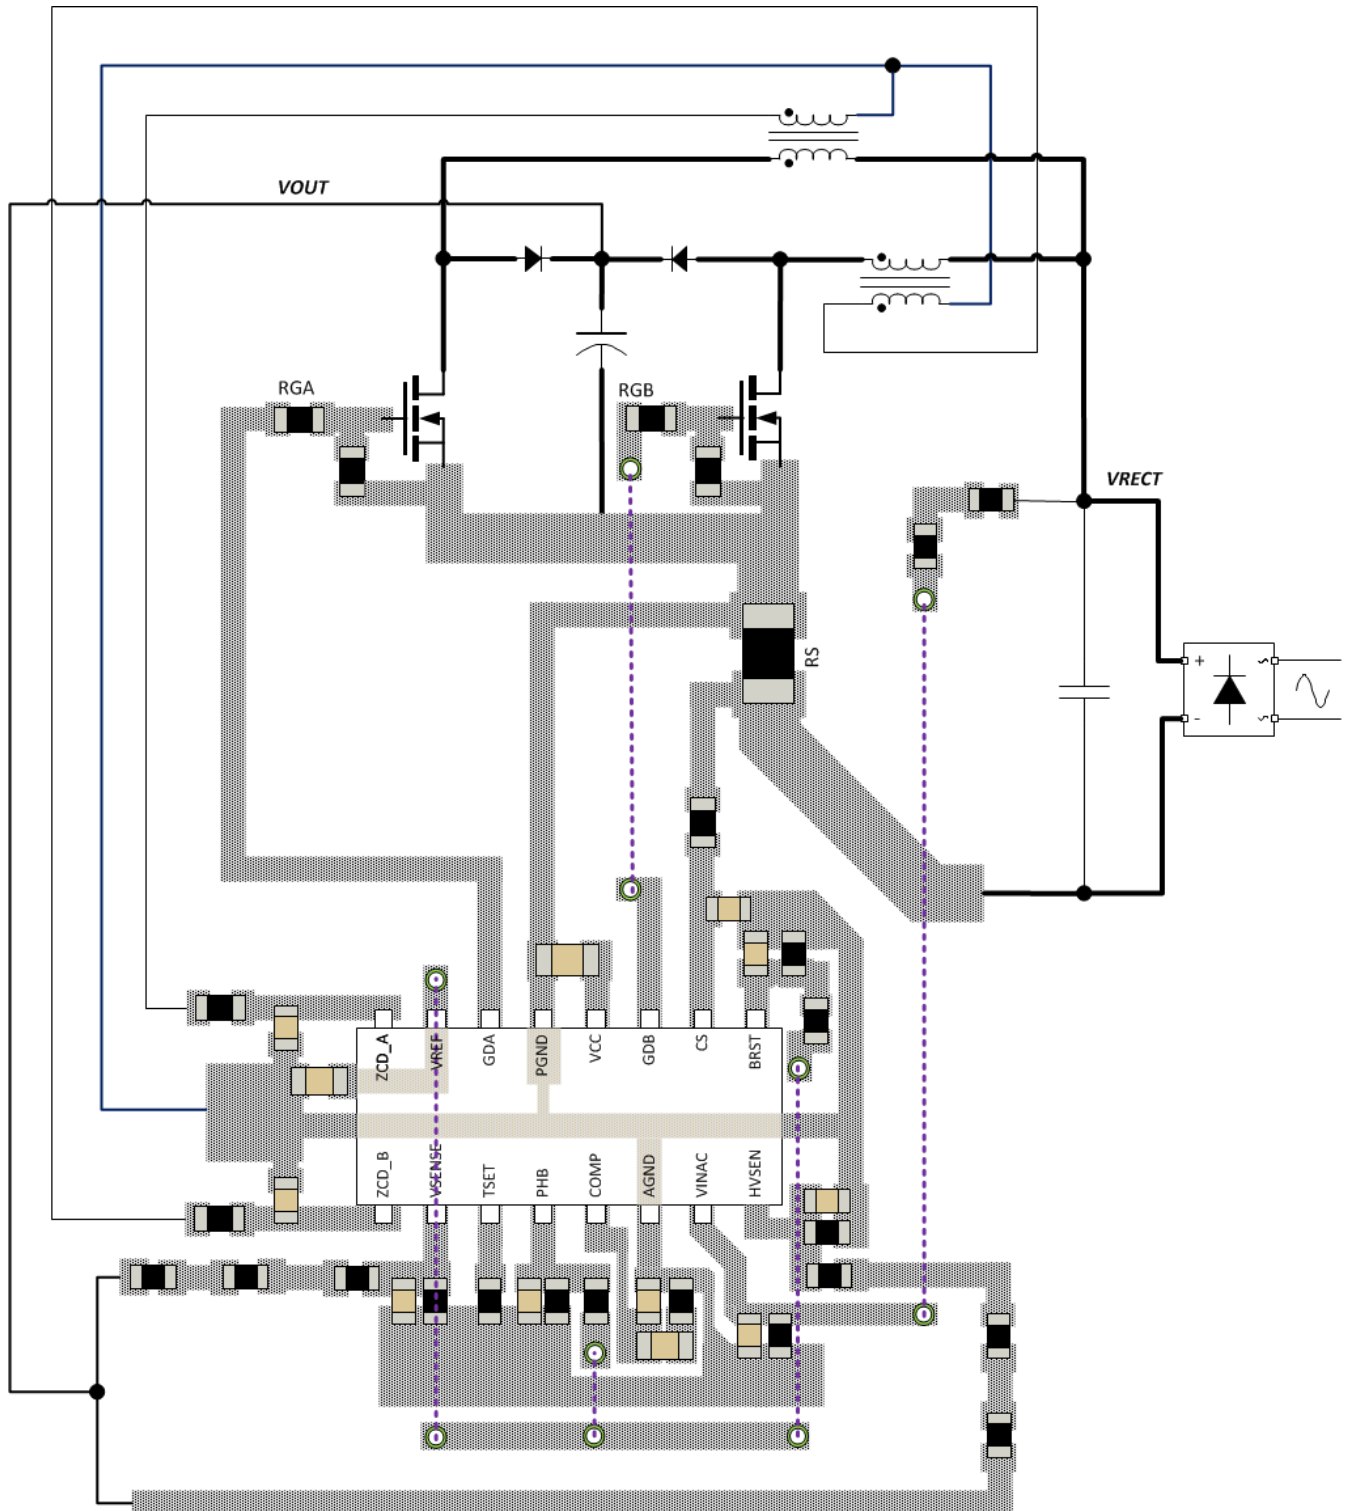 VOUT
RGA
RGB
VRECT
RS
+
-
ZCD_A
VREF
GDA
PGND
VCC
GDB
CS
BRST
ZCD_B
VSENSE
TSET
PHB
COMP
AGND
VINAC
HVSEN